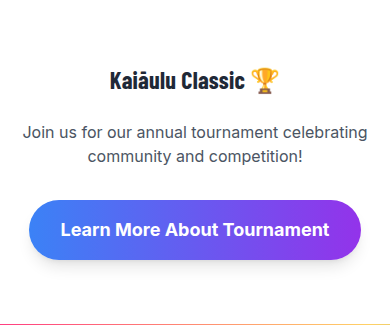 Kaiāulu Classic 🏆
Join us for our annual tournament celebrating
community and competition!
Learn More About Tournament